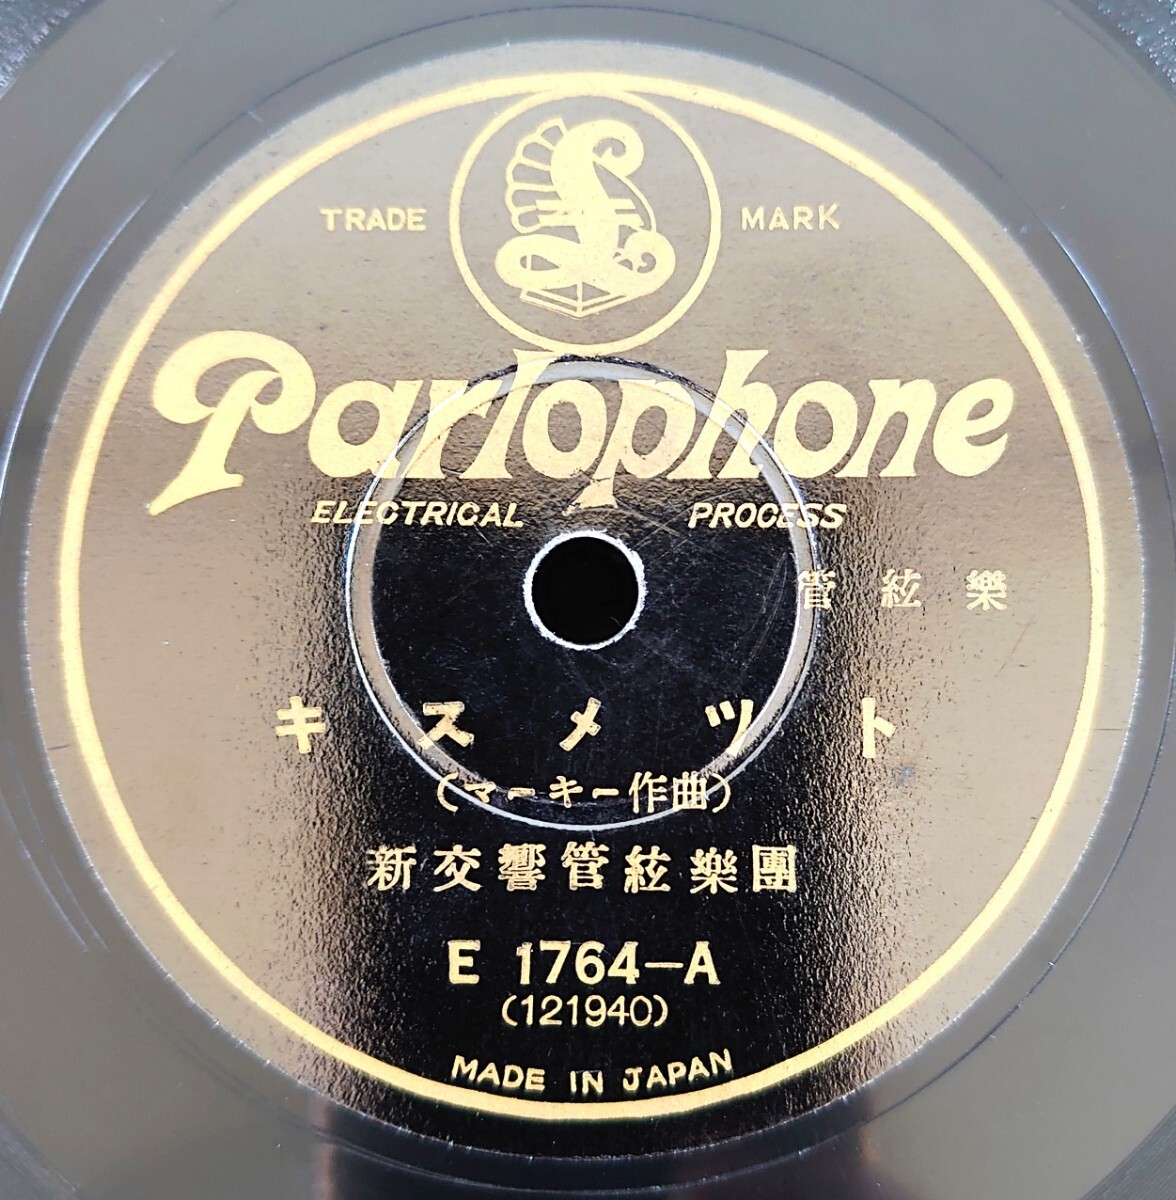 TRADE MARK
Parlophone
ELECTRICAL PROCESS
管絃樂
キスメツト
(マーキー作曲)
新交響管絃樂團
E 1764-A
(121940)
MADE IN JAPAN